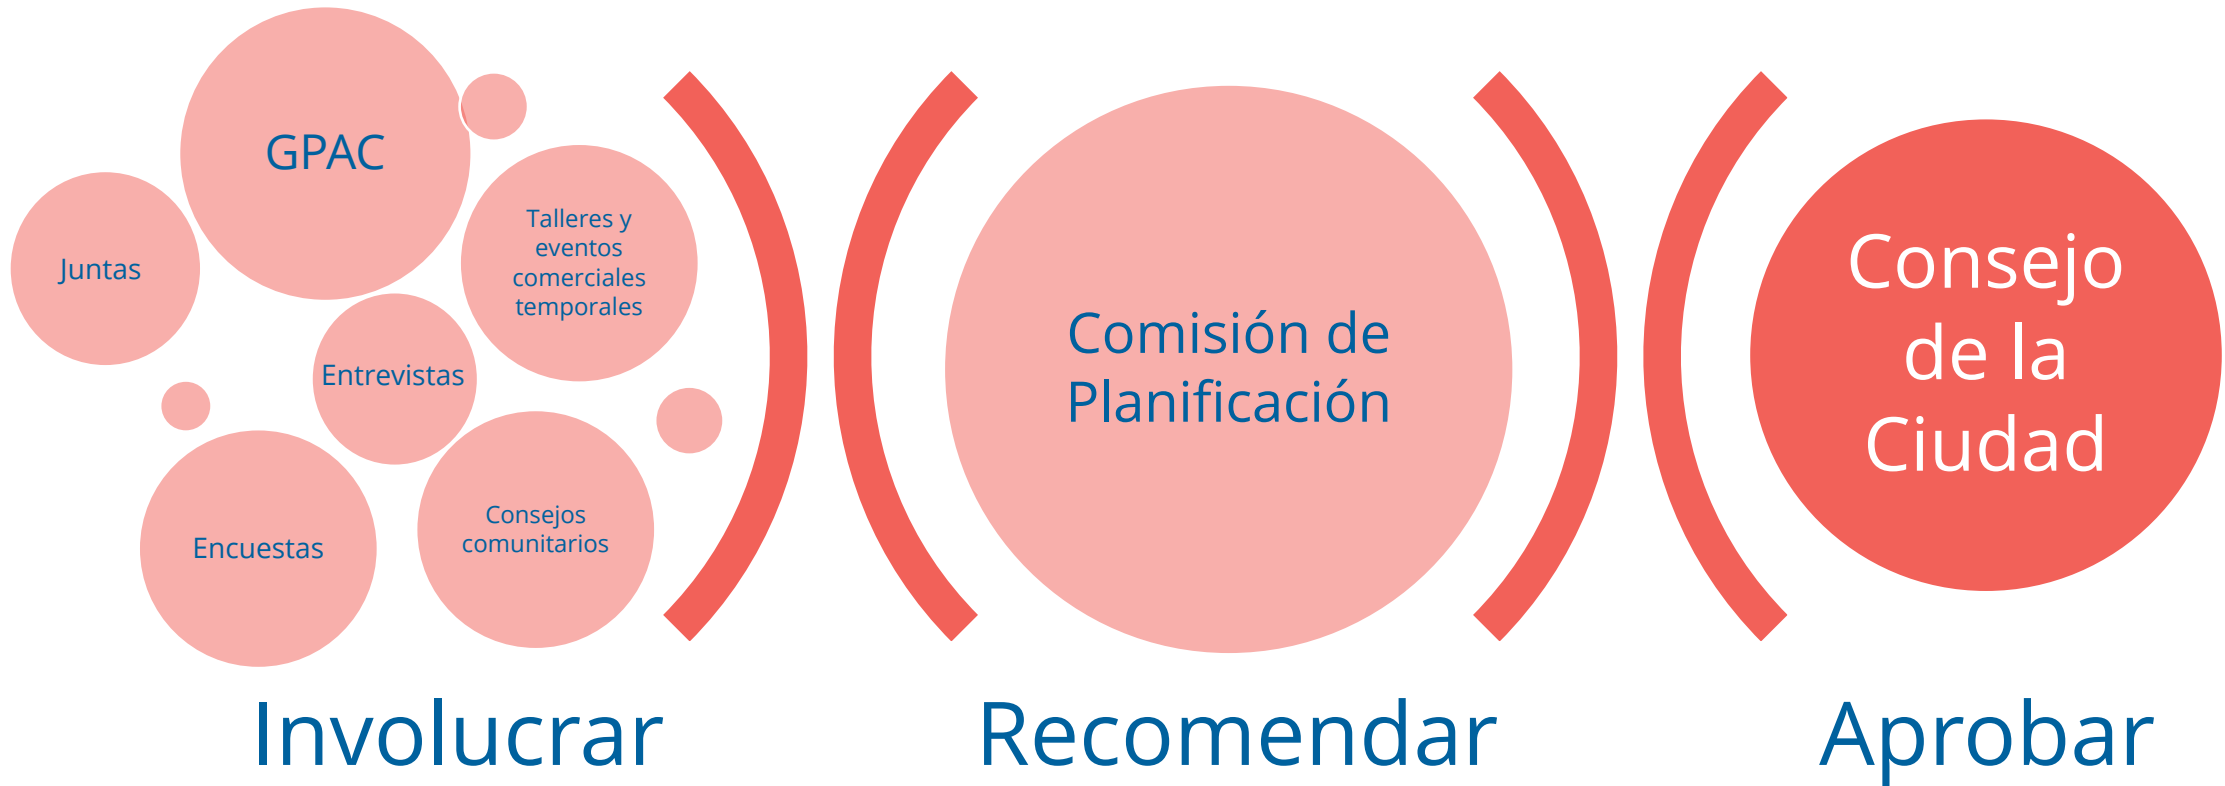 GPAC
Juntas
Talleres y
eventos
comerciales
temporales
Entrevistas
Encuestas
Consejos
comunitarios
Involucrar
Comisión de
Planificación
Recomendar
Consejo
de la
Ciudad
Aprobar